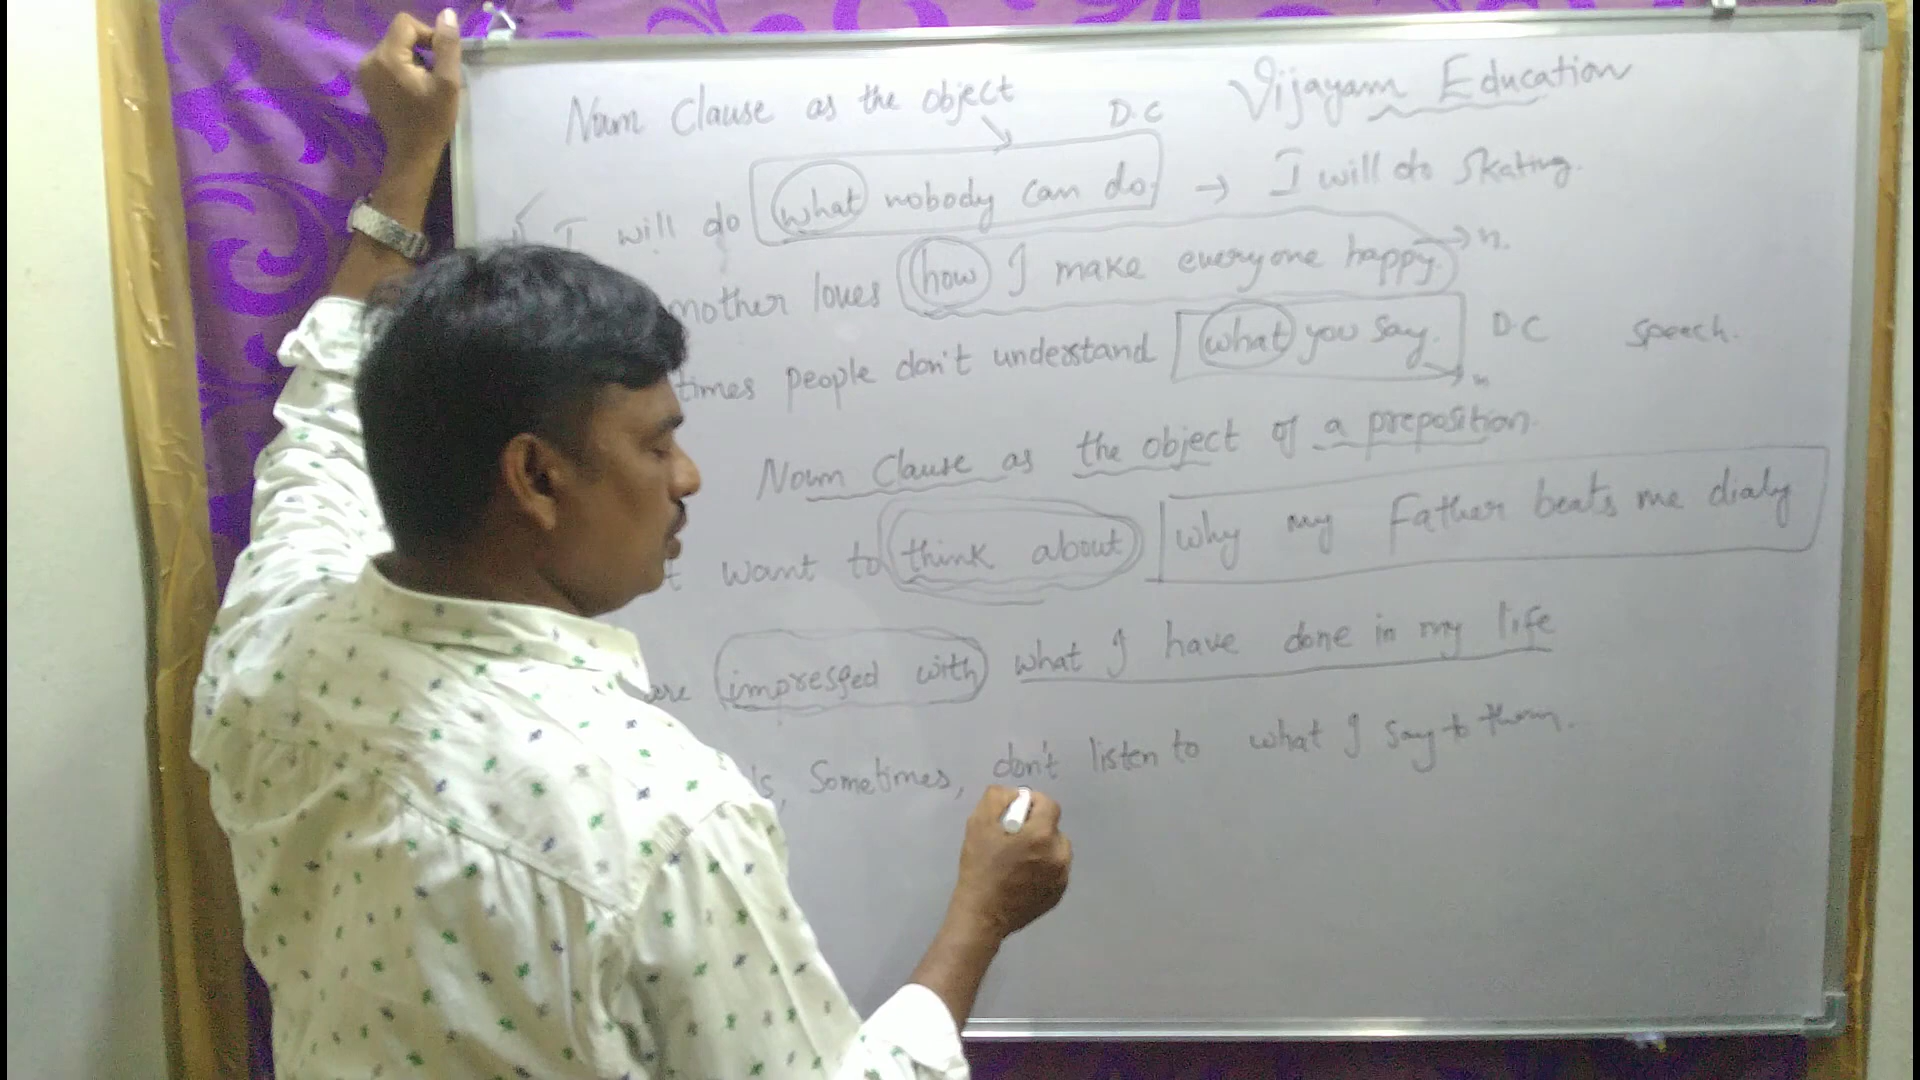 Noun Clause as the object
D.C
Vijayam Education
I will do what nobody can do. → I will do skating.
mother loves how I make everyone happy. → n.
times people don't understand what you say. D C speech.
n
Noun Clause as the object of a preposition.
t want to think about why my Father beats me dialy
are impressed with what I have done in my life
s, Sometimes, don't listen to what I say to them.